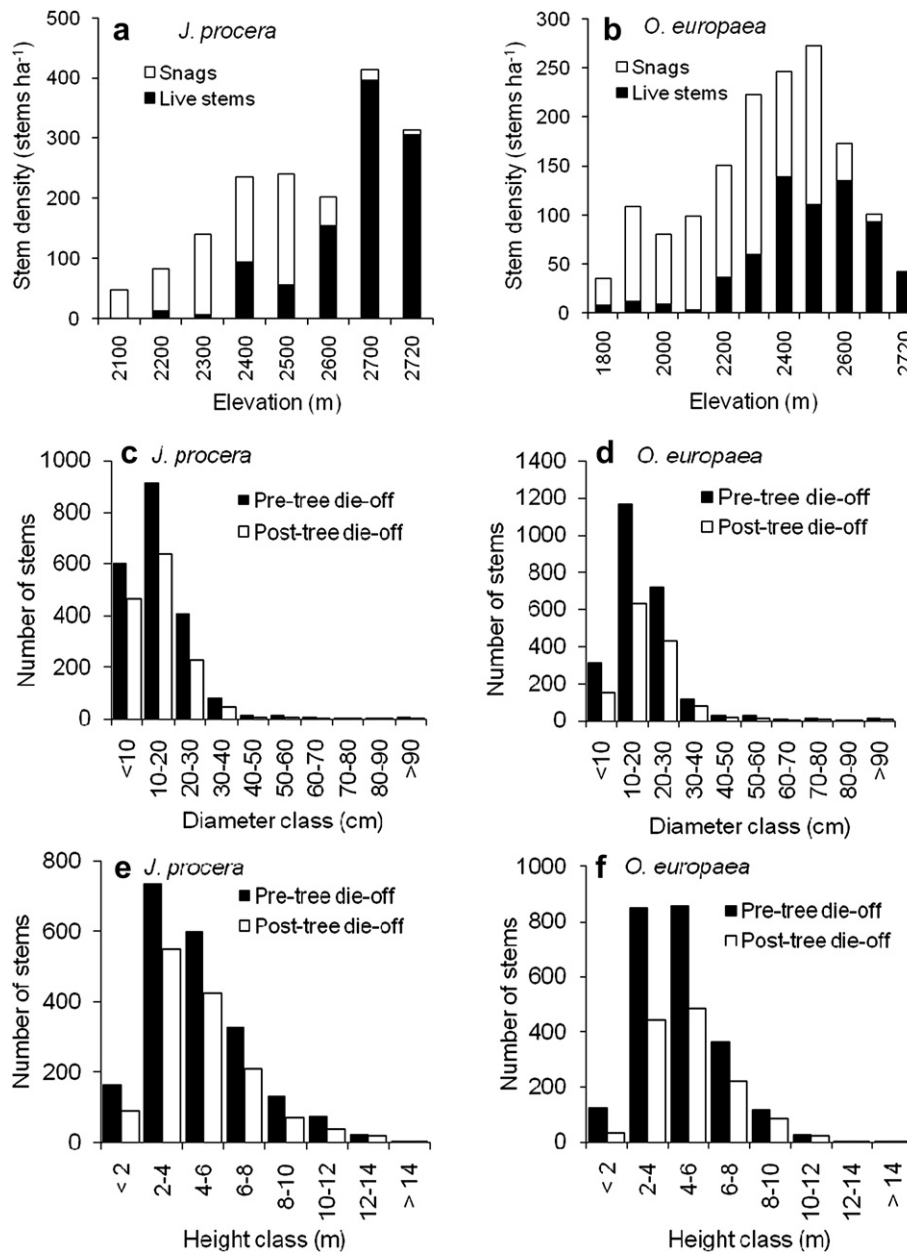 a J. procera
Snags
Live stems
500
400
300
200
100
0
Stem density (stems ha-1)
2100
2200
2300
2400
2500
2600
2700
2720
Elevation (m)
b O. europaea
Snags
Live stems
300
250
200
150
100
50
0
Stem density (stems ha-1)
1800
2000
2200
2400
2600
2720
Elevation (m)
c J. procera
Pre-tree die-off
Post-tree die-off
1000
800
600
400
200
0
Number of stems
<10
10-20
20-30
30-40
40-50
50-60
60-70
70-80
80-90
>90
Diameter class (cm)
d O. europaea
Pre-tree die-off
Post-tree die-off
1400
1200
1000
800
600
400
200
0
Number of stems
<10
10-20
20-30
30-40
40-50
50-60
60-70
70-80
80-90
>90
Diameter class (cm)
e J. procera
Pre-tree die-off
Post-tree die-off
800
600
400
200
0
Number of stems
< 2
2-4
4-6
6-8
8-10
10-12
12-14
> 14
Height class (m)
f O. europaea
Pre-tree die-off
Post-tree die-off
1000
800
600
400
200
0
Number of stems
< 2
2-4
4-6
6-8
8-10
10-12
12-14
> 14
Height class (m)